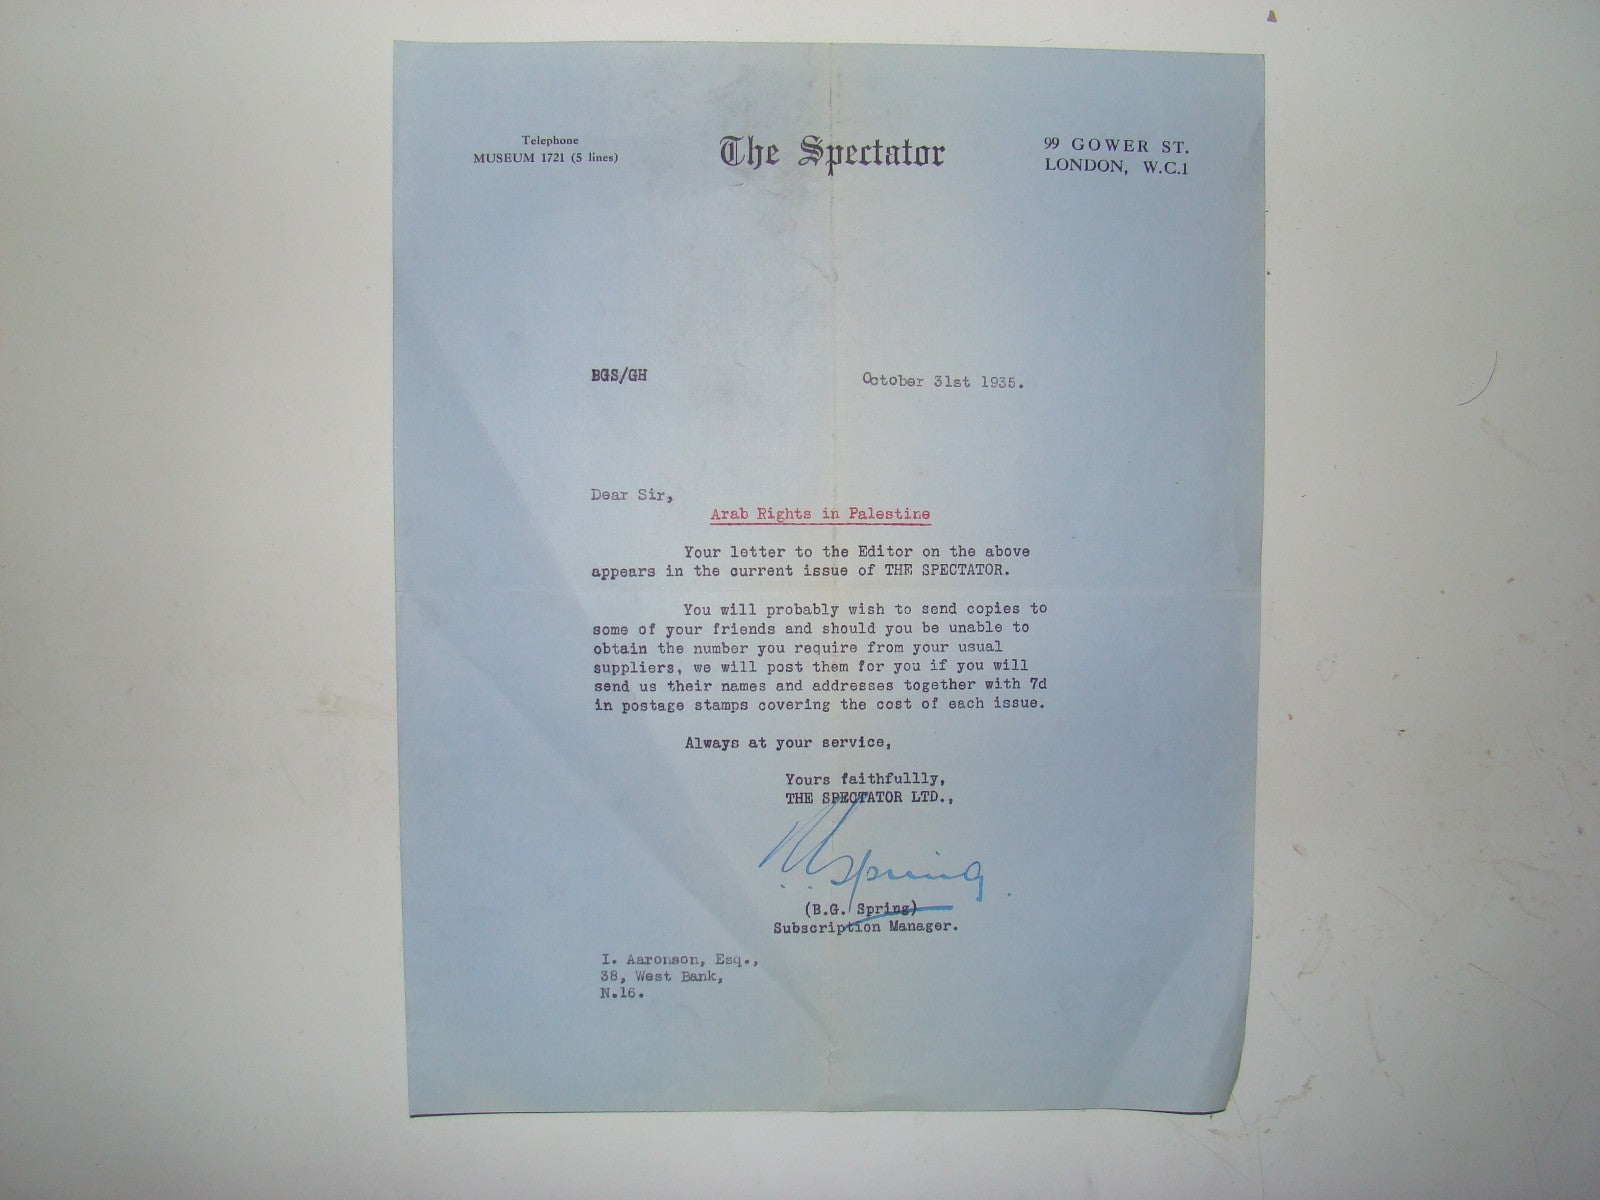 Telephone
MUSEUM 1721 (5 lines)
The Spectator
99 GOWER ST.
LONDON, W.C.1
BGS/GH
October 31st 1935.
Dear Sir,
Arab Rights in Palestine
Your letter to the Editor on the above
appears in the current issue of THE SPECTATOR.
You will probably wish to send copies to
some of your friends and should you be unable to
obtain the number you require from your usual
suppliers, we will post them for you if you will
send us their names and addresses together with 7d
in postage stamps covering the cost of each issue.
Always at your service,
Yours faithfullly,
THE SPECTATOR LTD.,
BGSpring
(B.G. Spring)
Subscription Manager.
I. Aaronson, Esq.,
38, West Bank,
N.16.